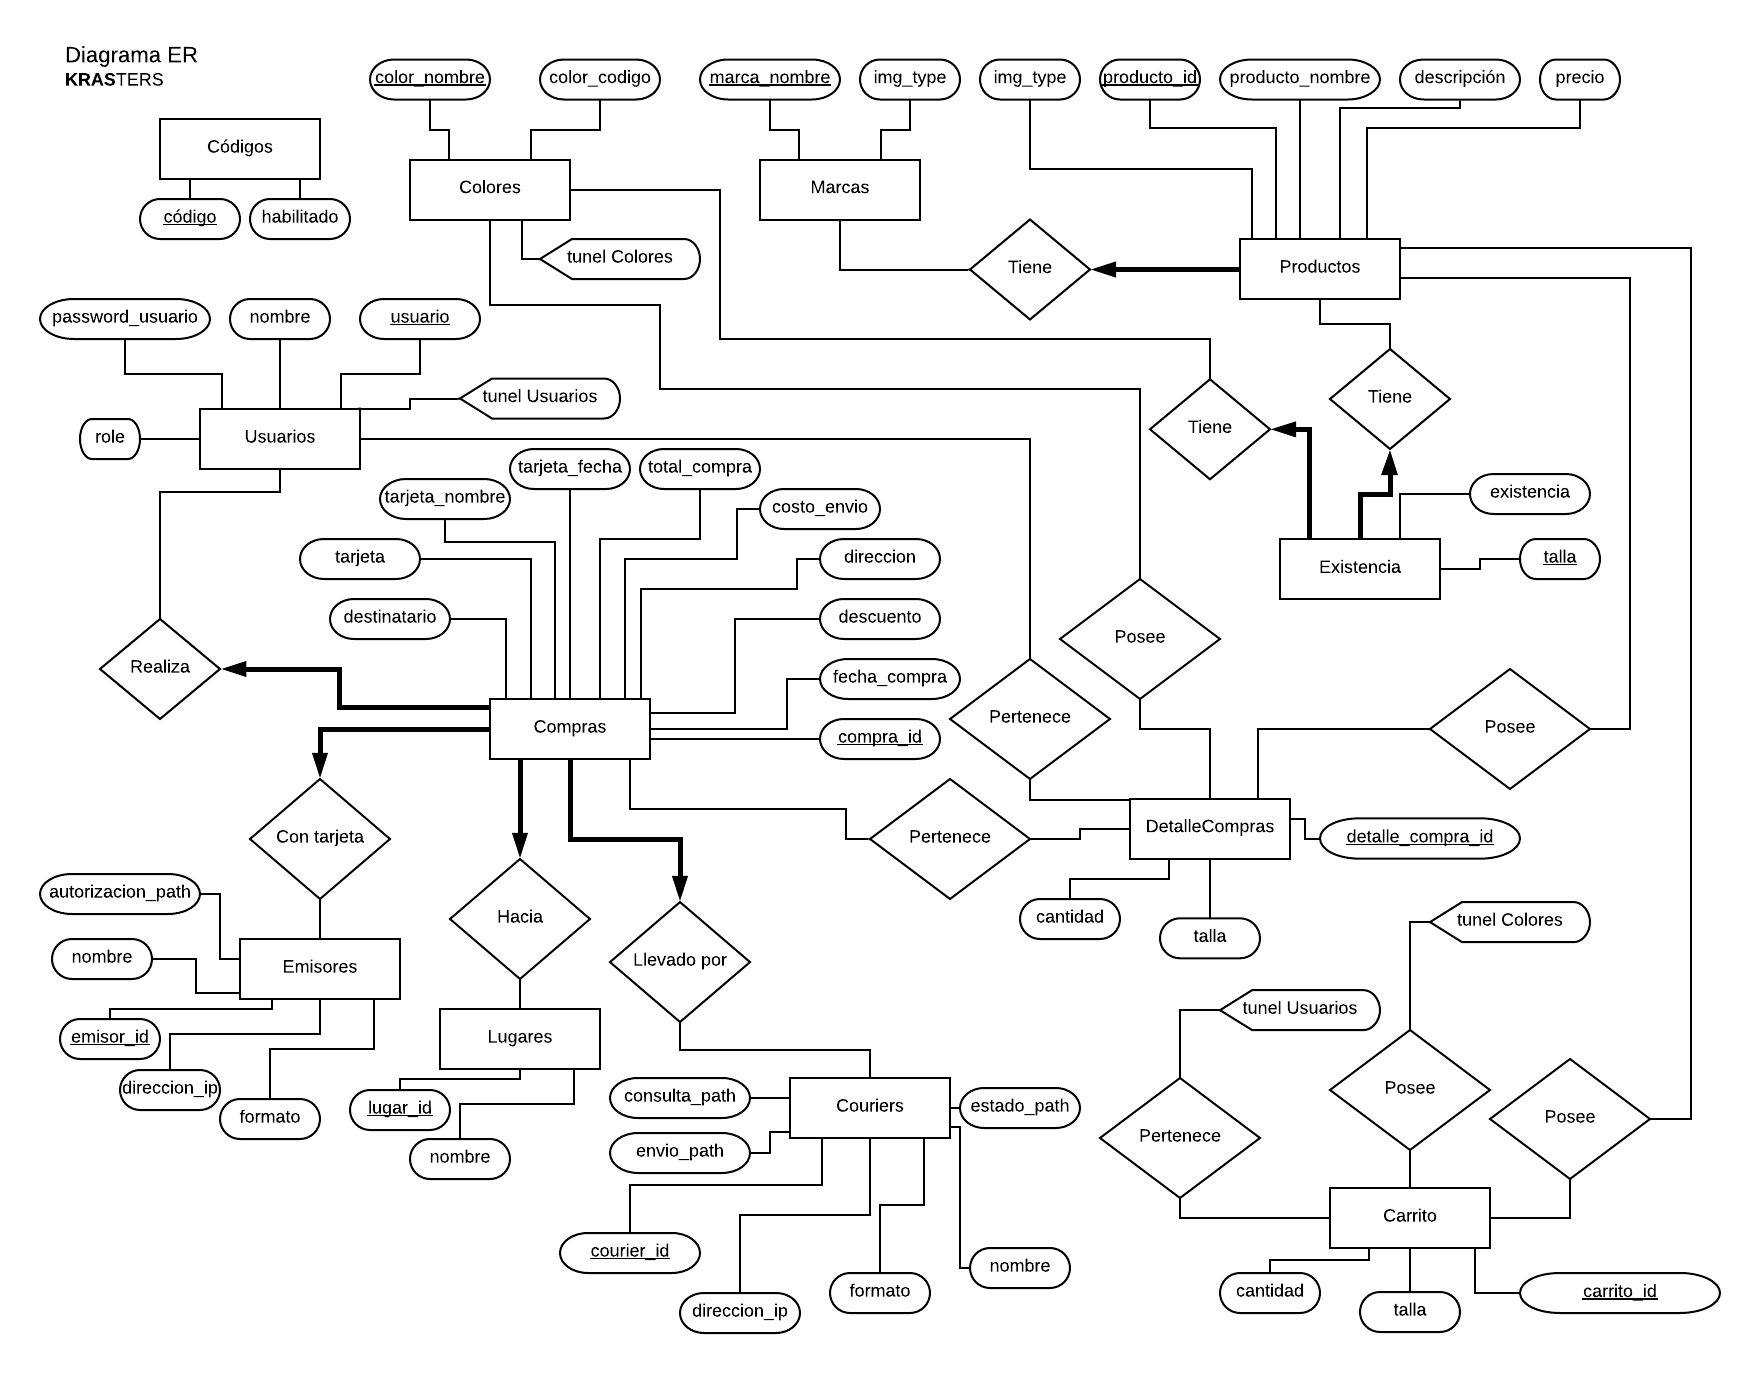 Diagrama ER
KRASTERS
color_nombre
color_codigo
marca_nombre
img_type
img_type
producto_id
producto_nombre
descripción
precio
Códigos
Colores
Marcas
código
habilitado
tunel Colores
Tiene
Productos
password_usuario
nombre
usuario
tunel Usuarios
Tiene
Tiene
role
Usuarios
tarjeta_nombre
tarjeta_fecha
total_compra
costo_envio
existencia
tarjeta
direccion
Existencia
talla
destinatario
descuento
Posee
Realiza
fecha_compra
Pertenece
Posee
Compras
compra_id
Con tarjeta
Pertenece
DetalleCompras
detalle_compra_id
autorizacion_path
Hacia
cantidad
talla
tunel Colores
nombre
Emisores
Llevado por
tunel Usuarios
emisor_id
Lugares
direccion_ip
formato
lugar_id
nombre
consulta_path
Couriers
estado_path
envio_path
Pertenece
Posee
Posee
courier_id
direccion_ip
formato
nombre
Carrito
cantidad
talla
carrito_id